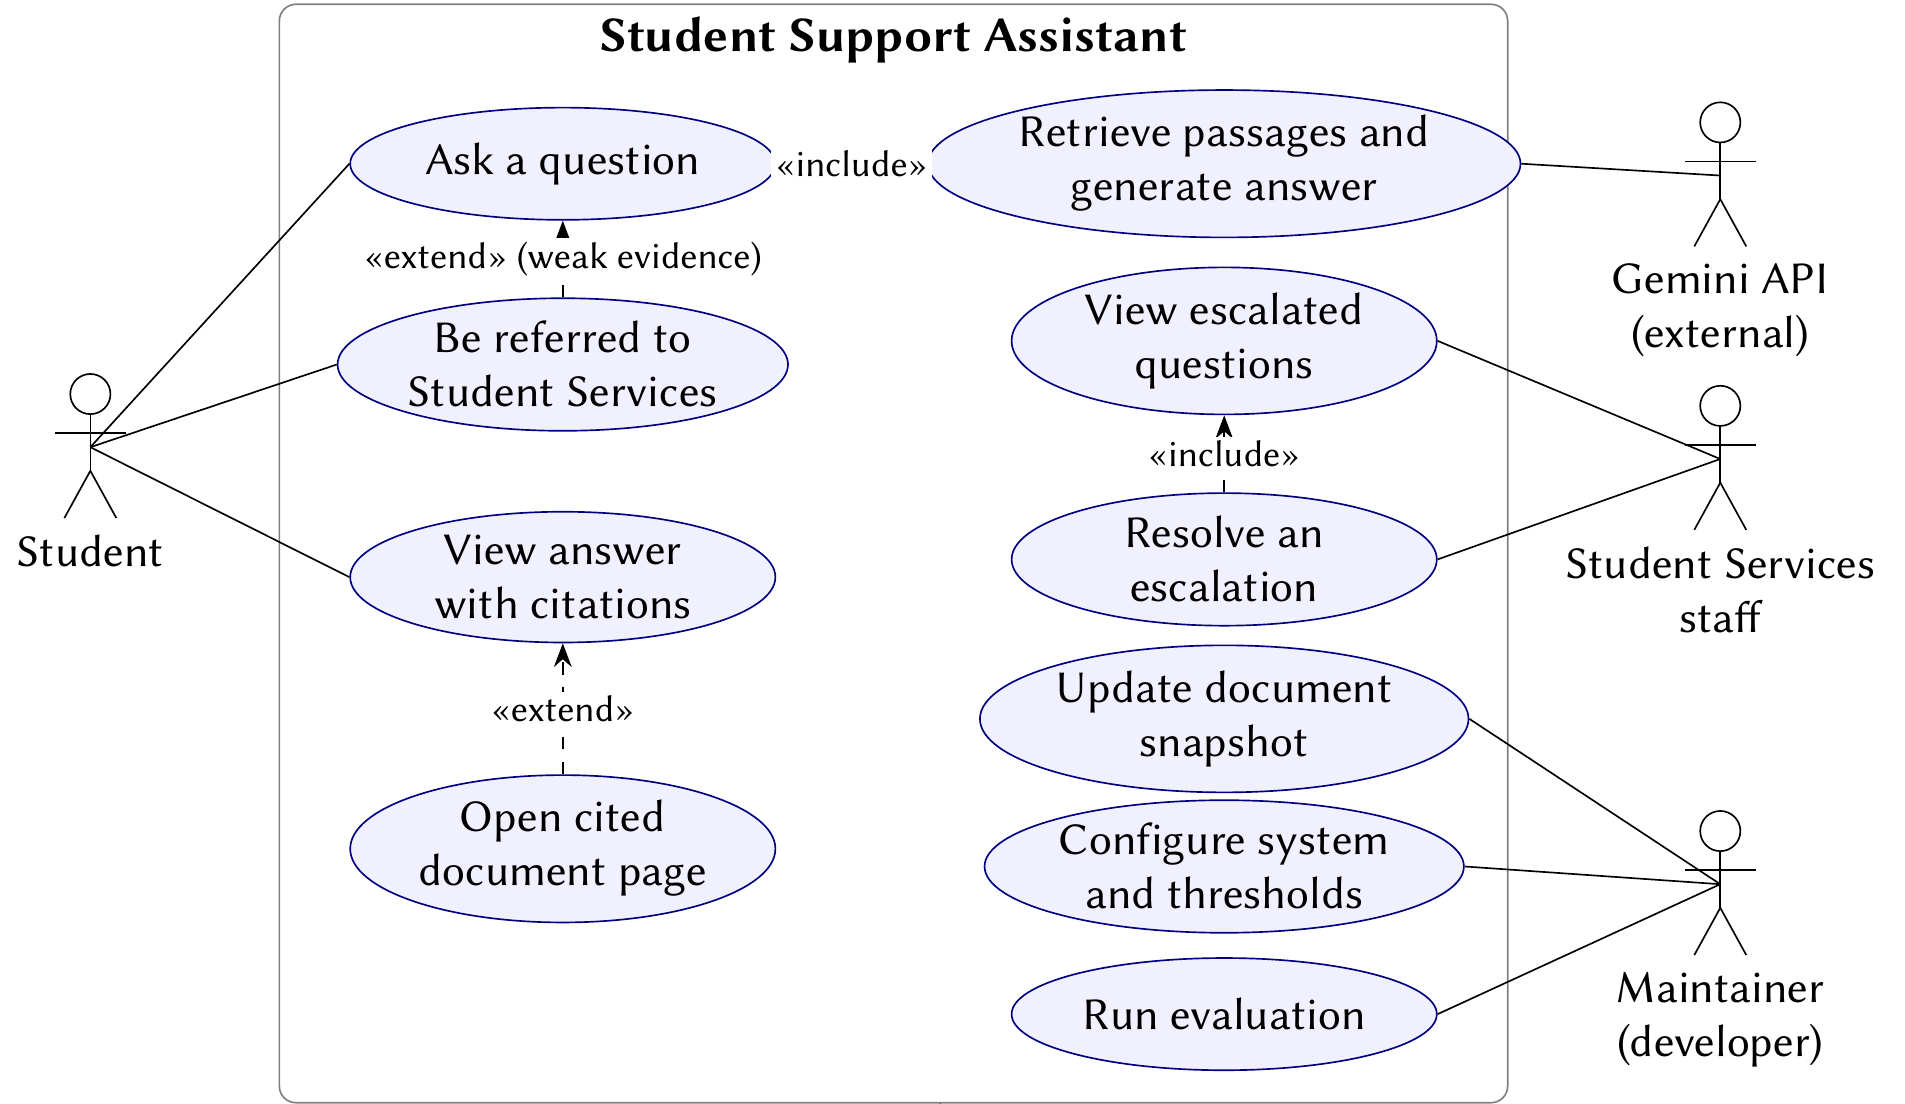 Student Support Assistant
Ask a question
«include»
Retrieve passages and
generate answer
Gemini API
(external)
«extend» (weak evidence)
Be referred to
Student Services
View escalated
questions
«include»
Student
Resolve an
escalation
Student Services
staff
View answer
with citations
«extend»
Update document
snapshot
Open cited
document page
Configure system
and thresholds
Run evaluation
Maintainer
(developer)